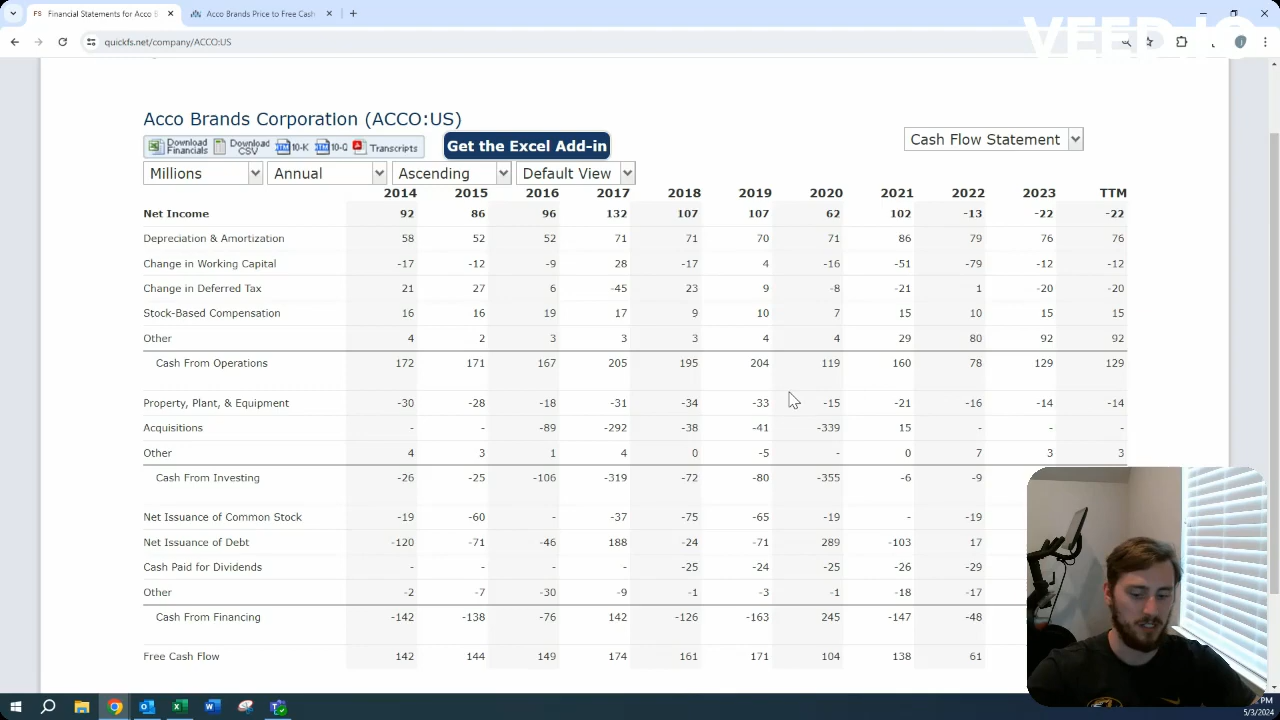 Financial Statements for Acco B
Acco Brands Price to Free Cash
quickfs.net/company/ACCO:US
Acco Brands Corporation (ACCO:US)
Download Financials Download CSV 10-K 10-Q Transcripts Get the Excel Add-in Cash Flow Statement
Millions Annual Ascending Default View
2014 2015 2016 2017 2018 2019 2020 2021 2022 2023 TTM
Net Income 92 86 96 132 107 107 62 102 -13 -22 -22
Depreciation & Amortization 58 52 52 71 71 70 71 86 79 76 76
Change in Working Capital -17 -12 -9 28 -17 4 -16 -51 -79 -12 -12
Change in Deferred Tax 21 27 6 -45 23 9 -8 -21 1 -20 -20
Stock-Based Compensation 16 16 19 17 9 10 7 15 10 15 15
Other 4 2 3 3 3 4 4 29 80 92 92
Cash From Operations 172 171 167 205 195 204 119 160 78 129 129
Property, Plant, & Equipment -30 -28 -18 -31 -34 -33 -15 -21 -16 -14 -14
Acquisitions - - -89 -292 -38 -41 -339 15 - - -
Other 4 3 1 4 0 -5 - 0 7 3 3
Cash From Investing -26 -25 -106 -319 -72 -80 -355 -6 -9
Net Issuance of Common Stock -19 -60 - -37 -75 -65 -19 - -19
Net Issuance of Debt -120 -71 -46 188 -24 -71 289 -103 17
Cash Paid for Dividends - - - - -25 -24 -25 -26 -29
Other -2 -7 -30 -9 -1 -3 -1 -18 -17
Cash From Financing -142 -138 -76 142 -126 -163 245 -147 -48
Free Cash Flow 142 144 149 174 161 171 104 138 61
PM
5/3/2024